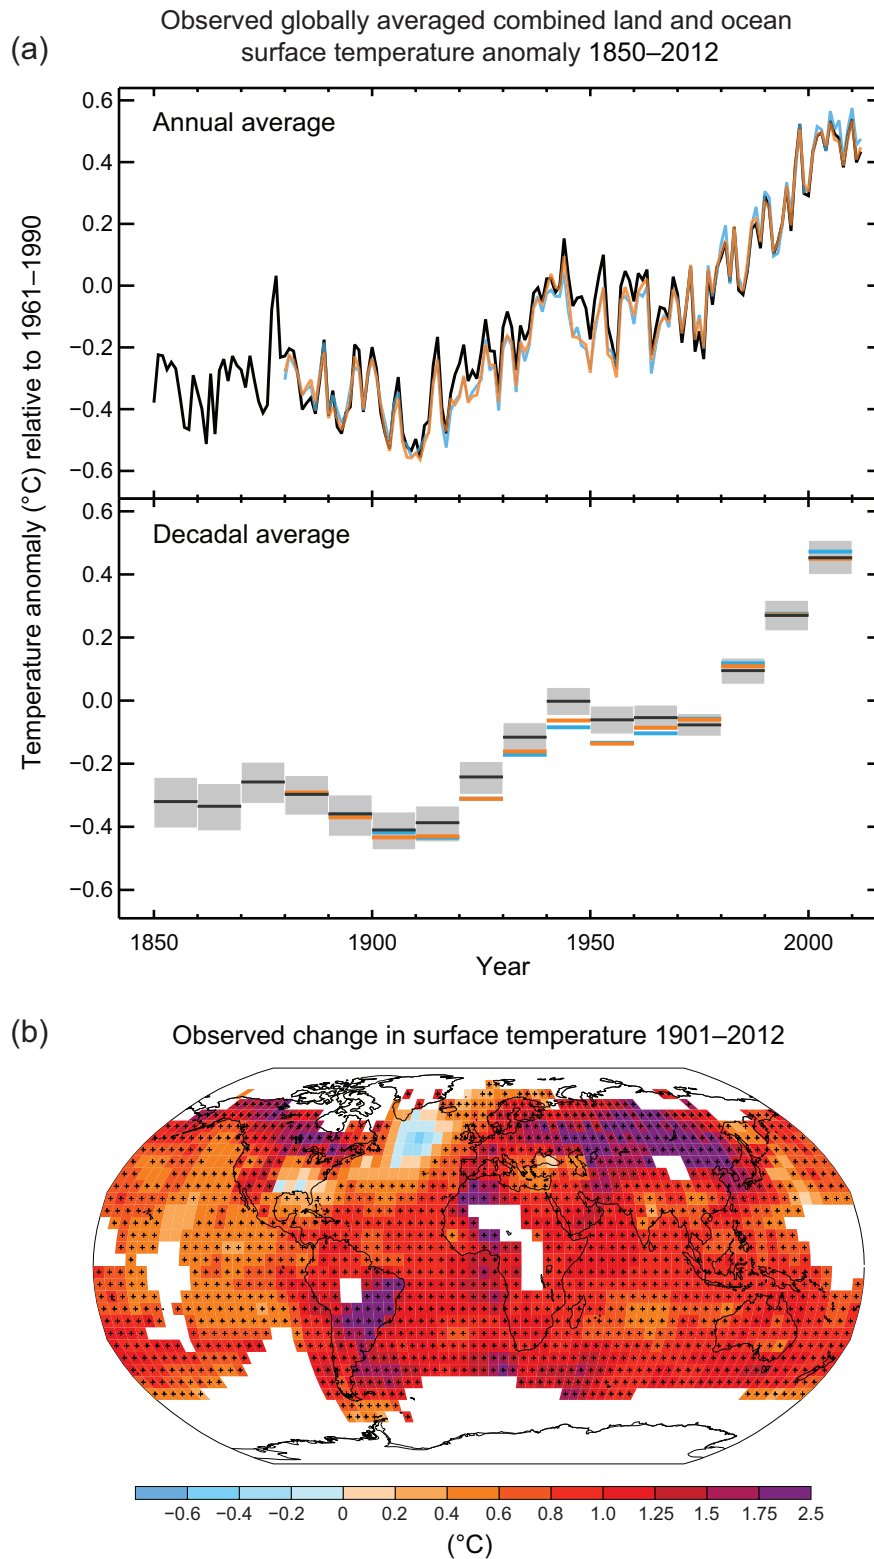 Observed globally averaged combined land and ocean
surface temperature anomaly 1850–2012
(a)
Annual average
0.6
0.4
0.2
0.0
−0.2
−0.4
−0.6
Temperature anomaly (°C) relative to 1961–1990
Decadal average
0.6
0.4
0.2
0.0
−0.2
−0.4
−0.6
1850 1900 1950 2000
Year
(b)
Observed change in surface temperature 1901–2012
−0.6 −0.4 −0.2 0 0.2 0.4 0.6 0.8 1.0 1.25 1.5 1.75 2.5
(°C)